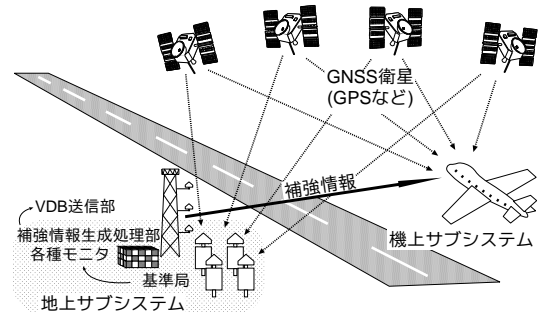 GNSS衛星
(GPSなど)
補強情報
VDB送信部
補強情報生成処理部
各種モニタ
基準局
地上サブシステム
機上サブシステム